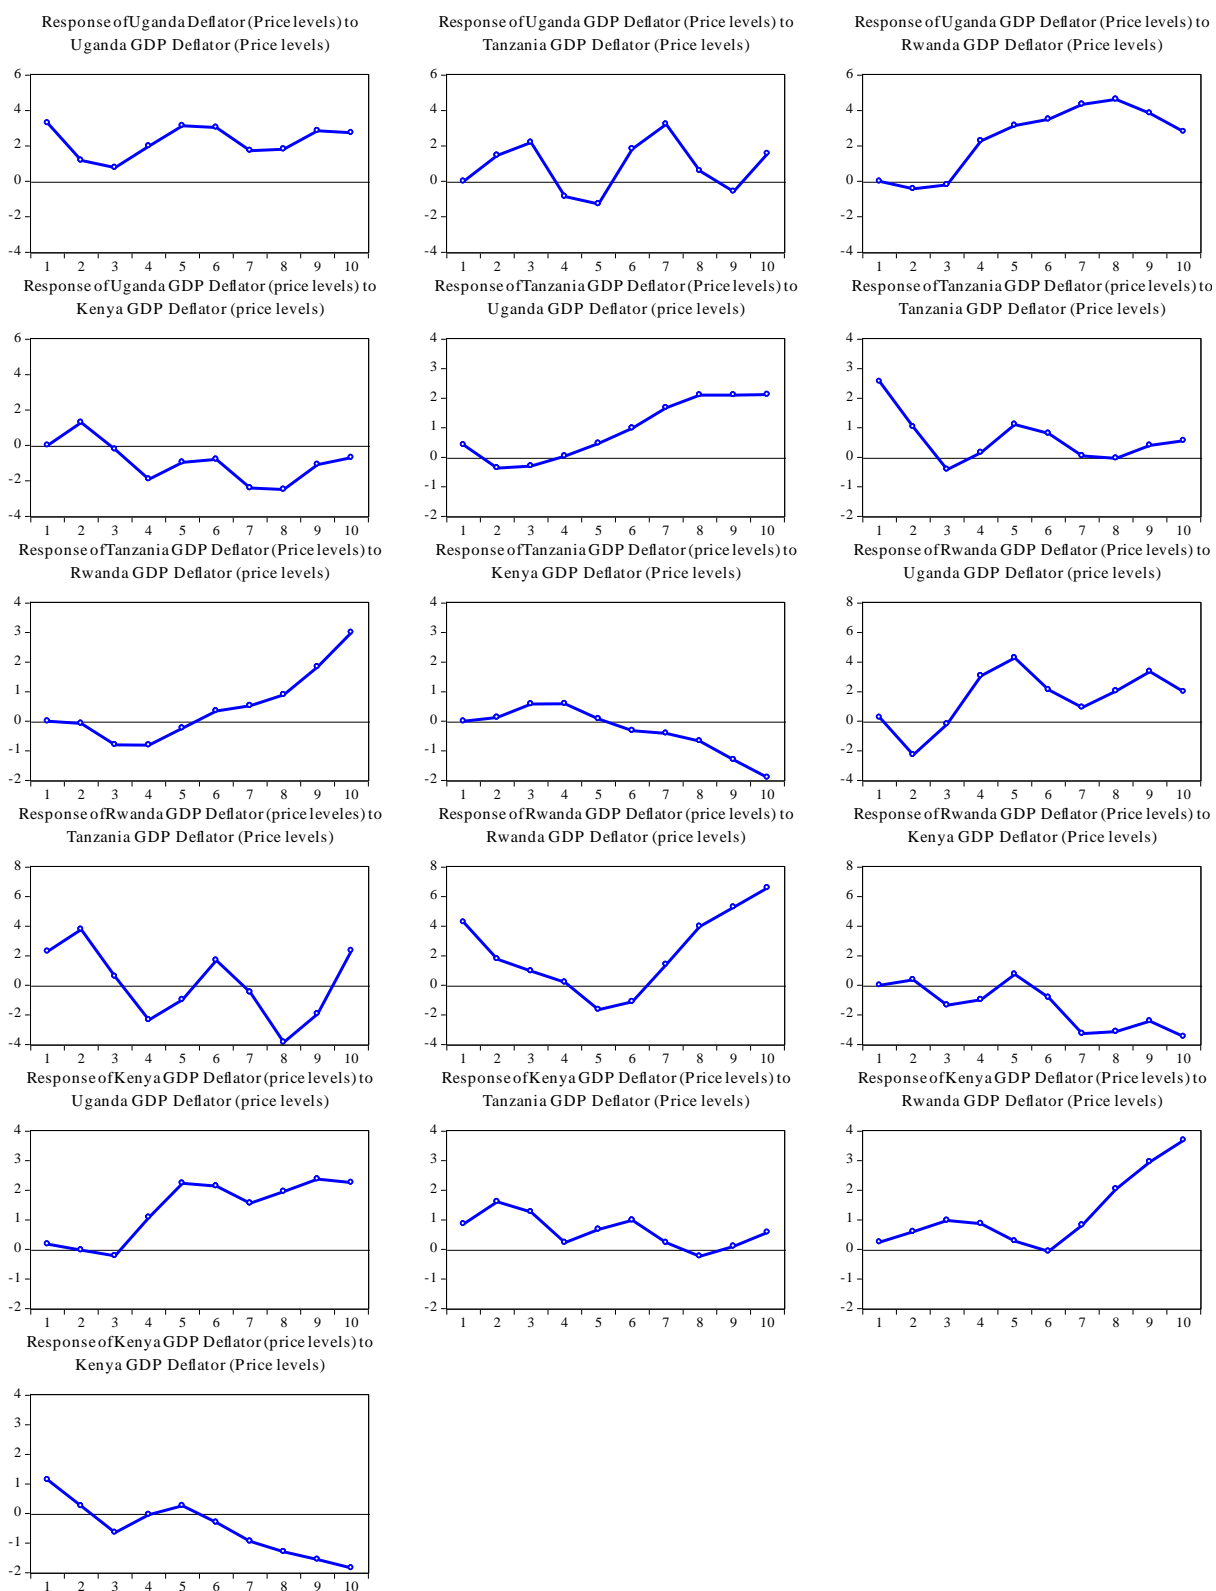 Response of Uganda Deflator (Price levels) to
Uganda GDP Deflator (Price levels)
6
4
2
0
-2
-4
1 2 3 4 5 6 7 8 9 10
Response of Uganda GDP Deflator (Price levels) to
Tanzania GDP Deflator (Price levels)
6
4
2
0
-2
-4
1 2 3 4 5 6 7 8 9 10
Response of Uganda GDP Deflator (Price levels) to
Rwanda GDP Deflator (Price levels)
6
4
2
0
-2
-4
1 2 3 4 5 6 7 8 9 10
Response of Uganda GDP Deflator (price levels) to
Kenya GDP Deflator (price levels)
6
4
2
0
-2
-4
1 2 3 4 5 6 7 8 9 10
Response of Tanzania GDP Deflator (Price levels) to
Uganda GDP Deflator (Price levels)
4
3
2
1
0
-1
-2
1 2 3 4 5 6 7 8 9 10
Response of Tanzania GDP Deflator (Price levels) to
Tanzania GDP Deflator (Price levels)
4
3
2
1
0
-1
-2
1 2 3 4 5 6 7 8 9 10
Response of Tanzania GDP Deflator (Price levels) to
Rwanda GDP Deflator (price levels)
4
3
2
1
0
-1
-2
1 2 3 4 5 6 7 8 9 10
Response of Tanzania GDP Deflator (Price levels) to
Kenya GDP Deflator (Price levels)
4
3
2
1
0
-1
-2
1 2 3 4 5 6 7 8 9 10
Response of Rwanda GDP Deflator (Price levels) to
Uganda GDP Deflator (price levels)
8
6
4
2
0
-2
-4
1 2 3 4 5 6 7 8 9 10
Response of Rwanda GDP Deflator (price leveles) to
Tanzania GDP Deflator (Price levels)
8
6
4
2
0
-2
-4
1 2 3 4 5 6 7 8 9 10
Response of Rwanda GDP Deflator (Price levels) to
Rwanda GDP Deflator (Price levels)
8
6
4
2
0
-2
-4
1 2 3 4 5 6 7 8 9 10
Response of Rwanda GDP Deflator (Price levels) to
Kenya GDP Deflator (Price levels)
8
6
4
2
0
-2
-4
1 2 3 4 5 6 7 8 9 10
Response of Kenya GDP Deflator (price levels) to
Uganda GDP Deflator (price levels)
4
3
2
1
0
-1
-2
1 2 3 4 5 6 7 8 9 10
Response of Kenya GDP Deflator (Price levels) to
Tanzania GDP Deflator (Price levels)
4
3
2
1
0
-1
-2
1 2 3 4 5 6 7 8 9 10
Response of Kenya GDP Deflator (Price levels) to
Rwanda GDP Deflator (Price levels)
4
3
2
1
0
-1
-2
1 2 3 4 5 6 7 8 9 10
Response of Kenya GDP Deflator (price levels) to
Kenya GDP Deflator (Price levels)
4
3
2
1
0
-1
-2
1 2 3 4 5 6 7 8 9 10